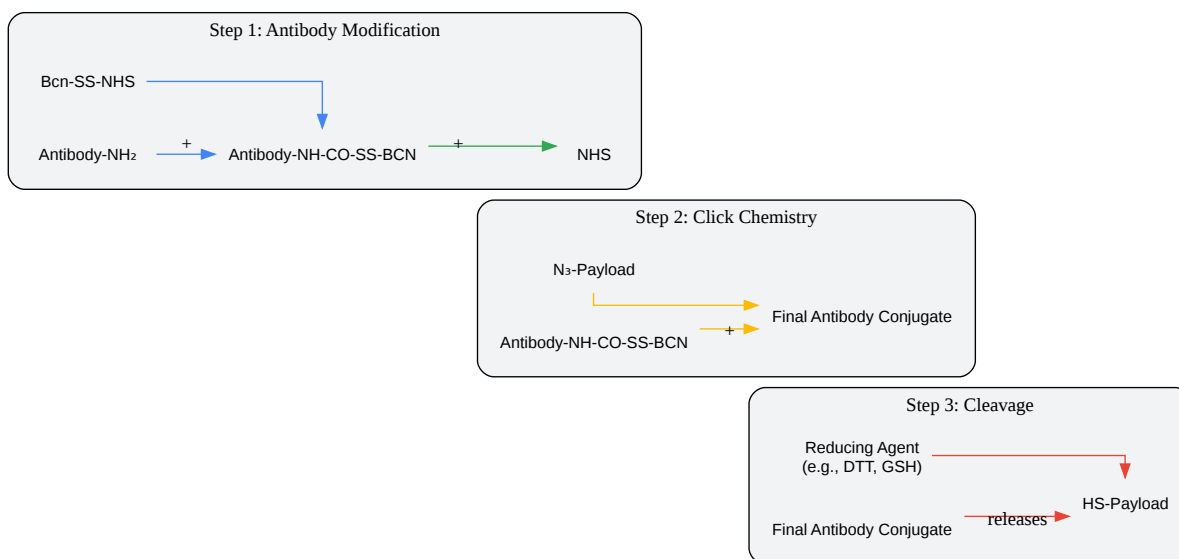 Step 1: Antibody Modification
Bcn-SS-NHS
Antibody-NH₂
+
Antibody-NH-CO-SS-BCN
+
NHS
Step 2: Click Chemistry
N₃-Payload
Antibody-NH-CO-SS-BCN
+
Final Antibody Conjugate
Step 3: Cleavage
Reducing Agent
(e.g., DTT, GSH)
Final Antibody Conjugate
releases
HS-Payload